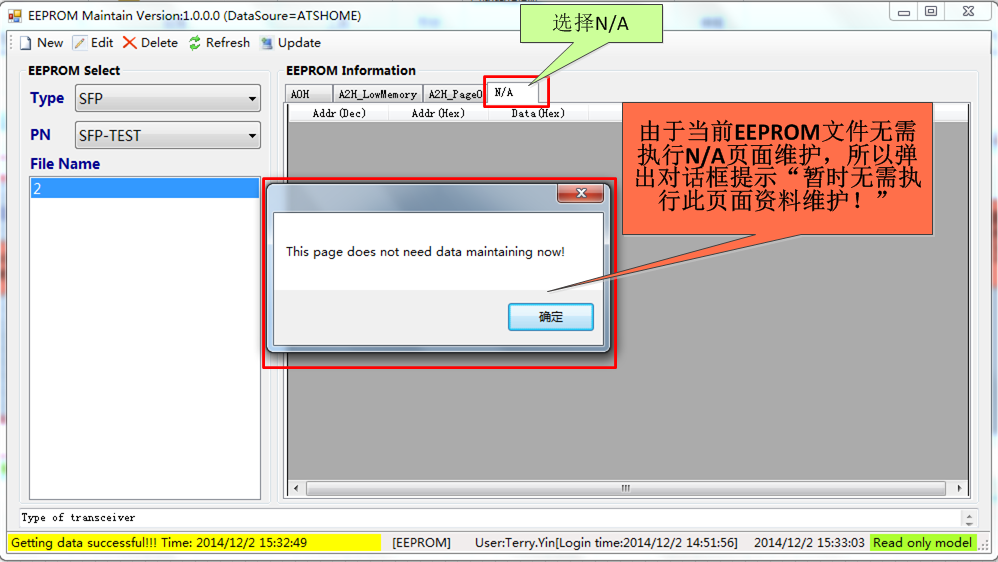 EEPROM Maintain Version:1.0.0.0 (DataSoure=ATSHOME)
选择N/A
New Edit Delete Refresh Update
EEPROM Select
EEPROM Information
Type SFP
A0H A2H_LowMemory A2H_Page0 N/A
Addr(Dec) Addr(Hex) Data(Hex)
PN SFP-TEST
File Name
2
由于当前EEPROM文件无需
执行N/A页面维护，所以弹
出对话框提示“暂时无需执
行此页面资料维护！”
This page does not need data maintaining now!
确定
Type of transceiver
Getting data successful!!! Time: 2014/12/2 15:32:49 [EEPROM] User:Terry.Yin[Login time:2014/12/2 14:51:56] 2014/12/2 15:33:03 Read only model